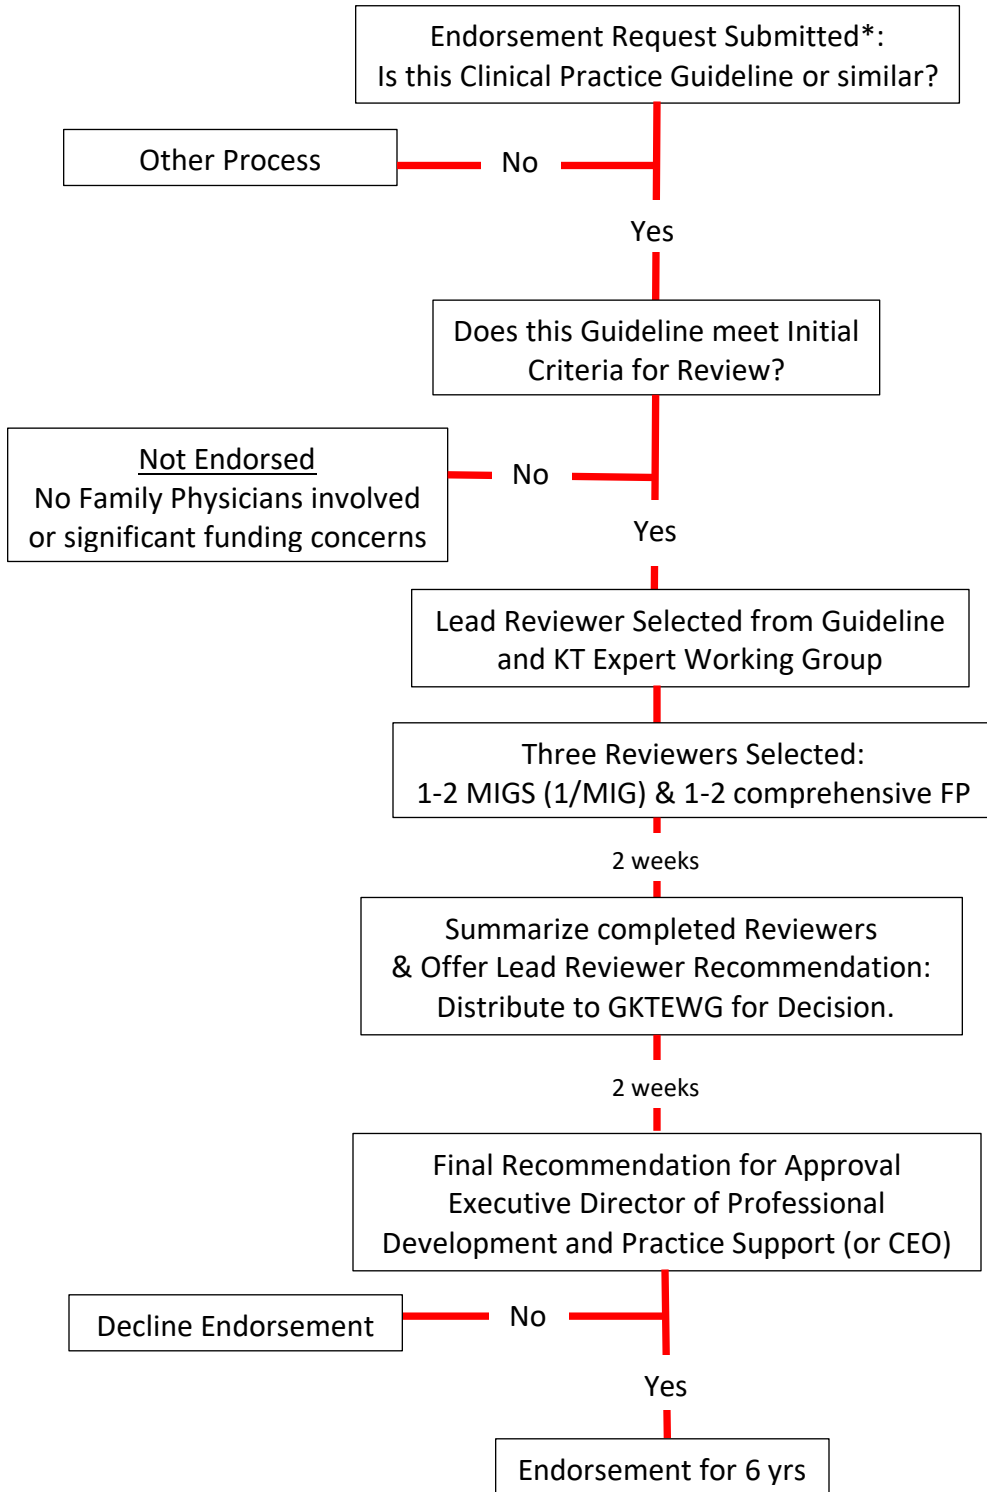 Endorsement Request Submitted*:
Is this Clinical Practice Guideline or similar?
Other Process
No
Yes
Does this Guideline meet Initial
Criteria for Review?
Not Endorsed
No Family Physicians involved
or significant funding concerns
No
Yes
Lead Reviewer Selected from Guideline
and KT Expert Working Group
Three Reviewers Selected:
1-2 MIGS (1/MIG) & 1-2 comprehensive FP
2 weeks
Summarize completed Reviewers
& Offer Lead Reviewer Recommendation:
Distribute to GKTEWG for Decision.
2 weeks
Final Recommendation for Approval
Executive Director of Professional
Development and Practice Support (or CEO)
Decline Endorsement
No
Yes
Endorsement for 6 yrs